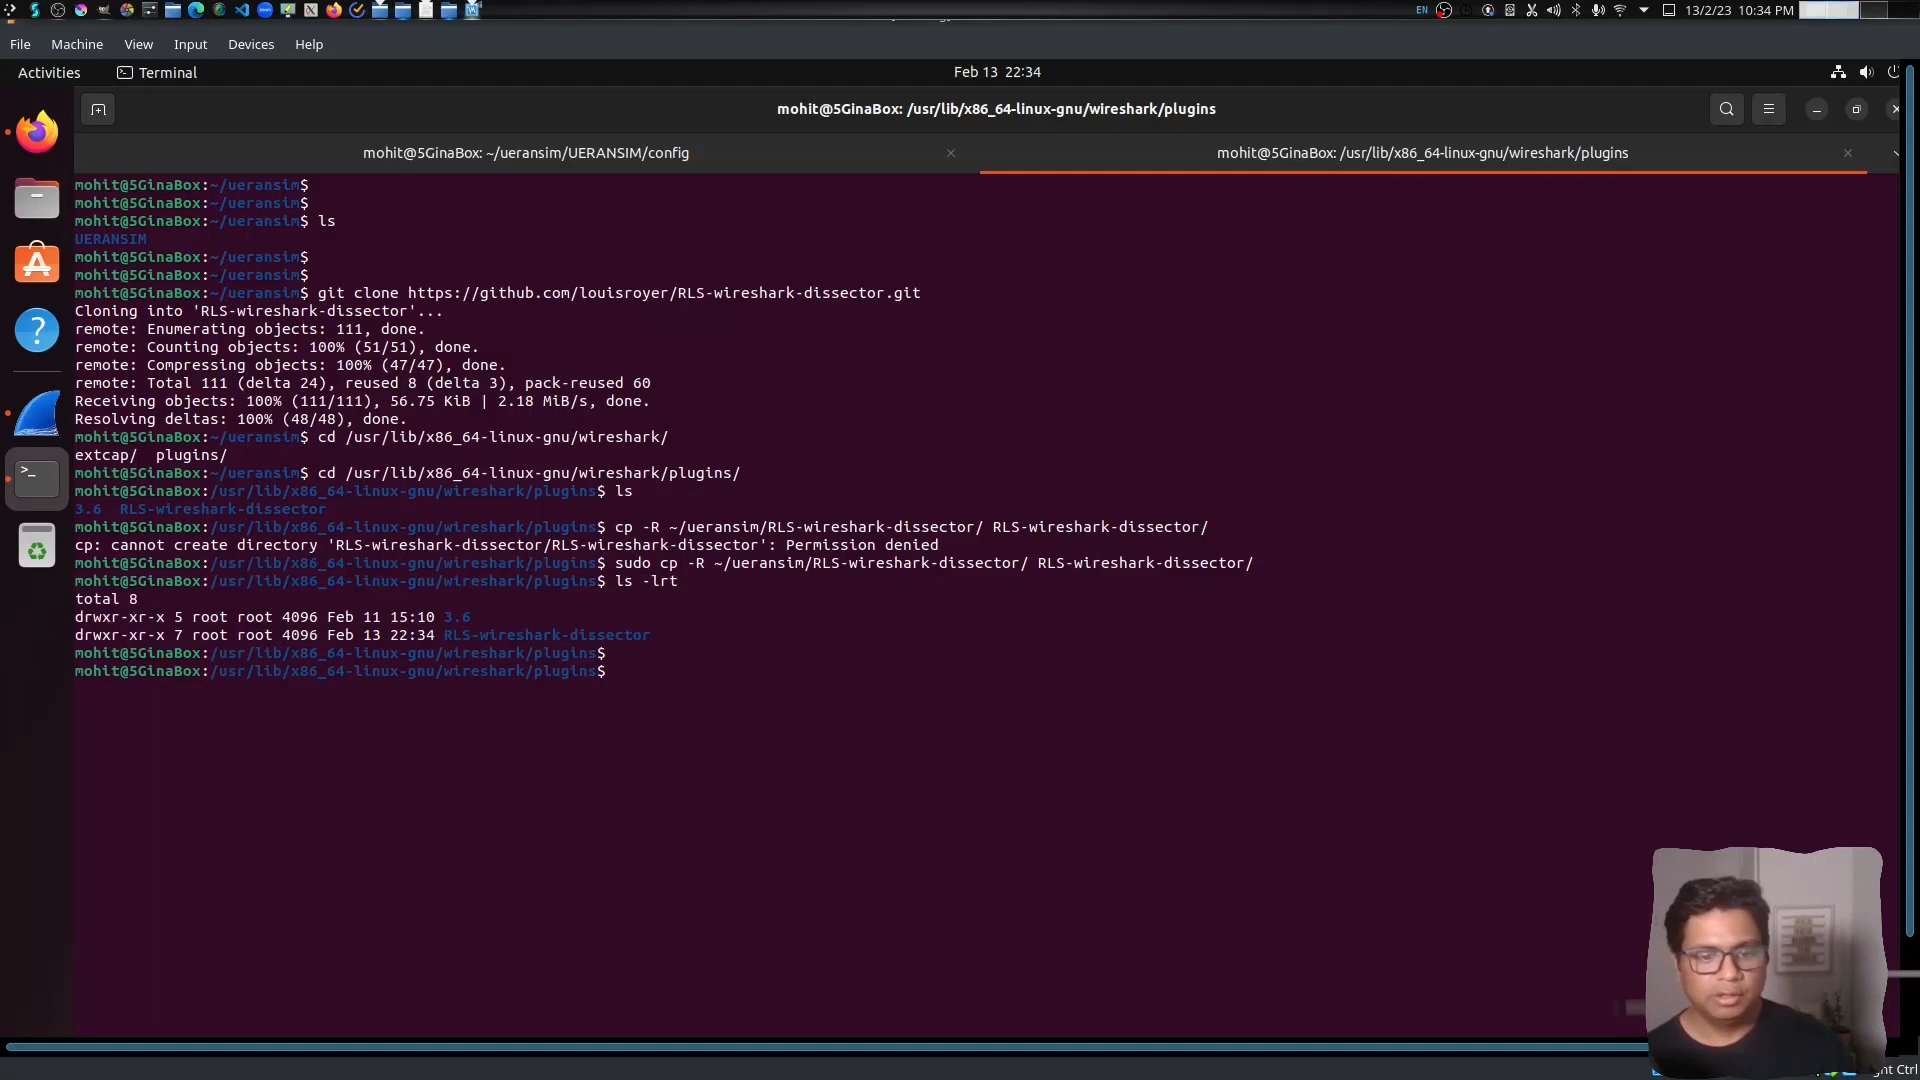 EN
13/2/23 10:34 PM
File Machine View Input Devices Help
Activities Terminal Feb 13 22:34
mohit@5GinaBox: /usr/lib/x86_64-linux-gnu/wireshark/plugins
mohit@5GinaBox: ~/ueransim/UERANSIM/config
mohit@5GinaBox: /usr/lib/x86_64-linux-gnu/wireshark/plugins
mohit@5GinaBox:~/ueransim$
mohit@5GinaBox:~/ueransim$
mohit@5GinaBox:~/ueransim$ ls
UERANSIM
mohit@5GinaBox:~/ueransim$
mohit@5GinaBox:~/ueransim$
mohit@5GinaBox:~/ueransim$ git clone https://github.com/louisroyer/RLS-wireshark-dissector.git
Cloning into 'RLS-wireshark-dissector'...
remote: Enumerating objects: 111, done.
remote: Counting objects: 100% (51/51), done.
remote: Compressing objects: 100% (47/47), done.
remote: Total 111 (delta 24), reused 8 (delta 3), pack-reused 60
Receiving objects: 100% (111/111), 56.75 KiB | 2.18 MiB/s, done.
Resolving deltas: 100% (48/48), done.
mohit@5GinaBox:~/ueransim$ cd /usr/lib/x86_64-linux-gnu/wireshark/
extcap/ plugins/
mohit@5GinaBox:~/ueransim$ cd /usr/lib/x86_64-linux-gnu/wireshark/plugins/
mohit@5GinaBox:/usr/lib/x86_64-linux-gnu/wireshark/plugins$ ls
3.6 RLS-wireshark-dissector
mohit@5GinaBox:/usr/lib/x86_64-linux-gnu/wireshark/plugins$ cp -R ~/ueransim/RLS-wireshark-dissector/ RLS-wireshark-dissector/
cp: cannot create directory 'RLS-wireshark-dissector/RLS-wireshark-dissector': Permission denied
mohit@5GinaBox:/usr/lib/x86_64-linux-gnu/wireshark/plugins$ sudo cp -R ~/ueransim/RLS-wireshark-dissector/ RLS-wireshark-dissector/
mohit@5GinaBox:/usr/lib/x86_64-linux-gnu/wireshark/plugins$ ls -lrt
total 8
drwxr-xr-x 5 root root 4096 Feb 11 15:10 3.6
drwxr-xr-x 7 root root 4096 Feb 13 22:34 RLS-wireshark-dissector
mohit@5GinaBox:/usr/lib/x86_64-linux-gnu/wireshark/plugins$
mohit@5GinaBox:/usr/lib/x86_64-linux-gnu/wireshark/plugins$
Ctrl